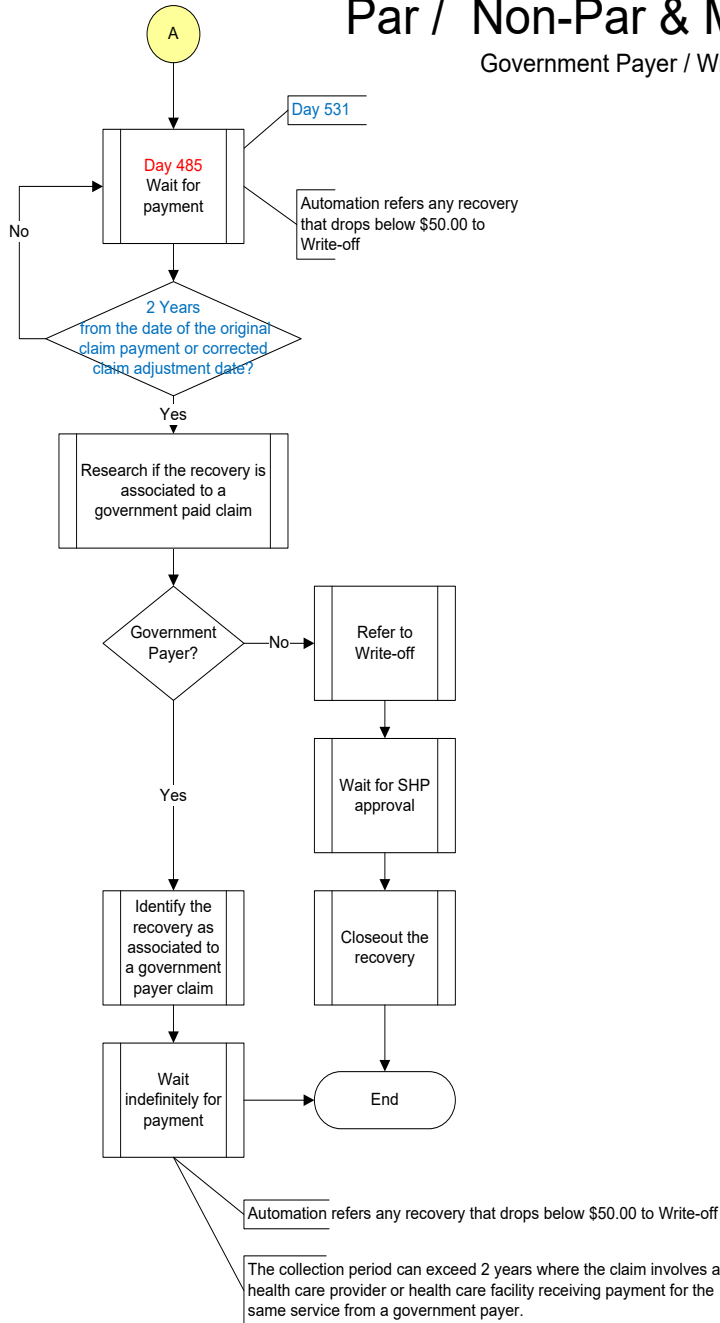 Par / Non-Par & M
Government Payer / W
A
Day 531
Day 485
Wait for
payment
Automation refers any recovery
that drops below $50.00 to
Write-off
No
2 Years
from the date of the original
claim payment or corrected
claim adjustment date?
Yes
Research if the recovery is
associated to a
government paid claim
Government
Payer?
No
Refer to
Write-off
Wait for SHP
approval
Yes
Identify the
recovery as
associated to
a government
payer claim
Closeout the
recovery
Wait
indefinitely for
payment
End
Automation refers any recovery that drops below $50.00 to Write-off
The collection period can exceed 2 years where the claim involves a
health care provider or health care facility receiving payment for the
same service from a government payer.